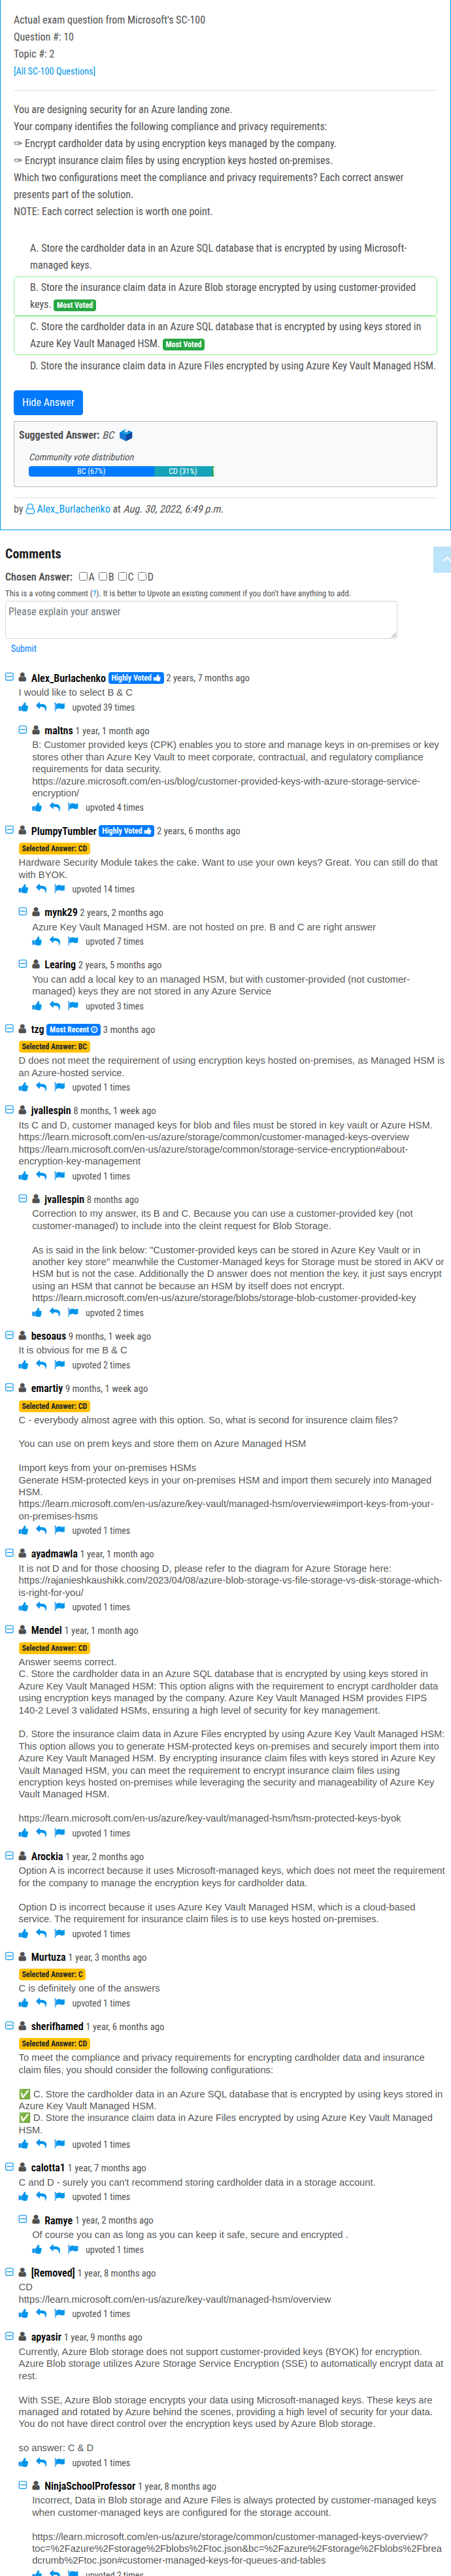 Actual exam question from Microsoft's SC-100
Question #: 10
Topic #: 2
[All SC-100 Questions]
You are designing security for an Azure landing zone.
Your company identifies the following compliance and privacy requirements:
✑ Encrypt cardholder data by using encryption keys managed by the company.
✑ Encrypt insurance claim files by using encryption keys hosted on-premises.
Which two configurations meet the compliance and privacy requirements? Each correct answer
presents part of the solution.
NOTE: Each correct selection is worth one point.
A. Store the cardholder data in an Azure SQL database that is encrypted by using Microsoft-
managed keys.
B. Store the insurance claim data in Azure Blob storage encrypted by using customer-provided
keys. Most Voted
C. Store the cardholder data in an Azure SQL database that is encrypted by using keys stored in
Azure Key Vault Managed HSM. Most Voted
D. Store the insurance claim data in Azure Files encrypted by using Azure Key Vault Managed HSM.
Hide Answer
Suggested Answer: BC
Community vote distribution
BC (67%) CD (31%)
by Alex_Burlachenko at Aug. 30, 2022, 6:49 p.m.
Comments
Chosen Answer: A B C D
This is a voting comment (?). It is better to Upvote an existing comment if you don't have anything to add.
Please explain your answer
Submit
Alex_Burlachenko Highly Voted 2 years, 7 months ago
I would like to select B & C
upvoted 39 times
maltns 1 year, 1 month ago
B: Customer provided keys (CPK) enables you to store and manage keys in on-premises or key
stores other than Azure Key Vault to meet corporate, contractual, and regulatory compliance
requirements for data security.
https://azure.microsoft.com/en-us/blog/customer-provided-keys-with-azure-storage-service-
encryption/
upvoted 4 times
PlumpyTumbler Highly Voted 2 years, 6 months ago
Selected Answer: CD
Hardware Security Module takes the cake. Want to use your own keys? Great. You can still do that
with BYOK.
upvoted 14 times
mynk29 2 years, 2 months ago
Azure Key Vault Managed HSM. are not hosted on pre. B and C are right answer
upvoted 7 times
Learing 2 years, 5 months ago
You can add a local key to an managed HSM, but with customer-provided (not customer-
managed) keys they are not stored in any Azure Service
upvoted 3 times
tzg Most Recent 3 months ago
Selected Answer: BC
D does not meet the requirement of using encryption keys hosted on-premises, as Managed HSM is
an Azure-hosted service.
upvoted 1 times
jvallespin 8 months, 1 week ago
Its C and D, customer managed keys for blob and files must be stored in key vault or Azure HSM.
https://learn.microsoft.com/en-us/azure/storage/common/customer-managed-keys-overview
https://learn.microsoft.com/en-us/azure/storage/common/storage-service-encryption#about-
encryption-key-management
upvoted 1 times
jvallespin 8 months ago
Correction to my answer, its B and C. Because you can use a customer-provided key (not
customer-managed) to include into the cleint request for Blob Storage.
As is said in the link below: "Customer-provided keys can be stored in Azure Key Vault or in
another key store" meanwhile the Customer-Managed keys for Storage must be stored in AKV or
HSM but is not the case. Additionally the D answer does not mention the key, it just says encrypt
using an HSM that cannot be because an HSM by itself does not encrypt.
https://learn.microsoft.com/en-us/azure/storage/blobs/storage-blob-customer-provided-key
upvoted 2 times
besoaus 9 months, 1 week ago
It is obvious for me B & C
upvoted 2 times
emartiy 9 months, 1 week ago
Selected Answer: CD
C - everybody almost agree with this option. So, what is second for insurence claim files?
You can use on prem keys and store them on Azure Managed HSM
Import keys from your on-premises HSMs
Generate HSM-protected keys in your on-premises HSM and import them securely into Managed
HSM.
https://learn.microsoft.com/en-us/azure/key-vault/managed-hsm/overview#import-keys-from-your-
on-premises-hsms
upvoted 1 times
ayadmawla 1 year, 1 month ago
It is not D and for those choosing D, please refer to the diagram for Azure Storage here:
https://rajanieshkaushikk.com/2023/04/08/azure-blob-storage-vs-file-storage-vs-disk-storage-which-
is-right-for-you/
upvoted 1 times
Mendel 1 year, 1 month ago
Selected Answer: CD
Answer seems correct.
C. Store the cardholder data in an Azure SQL database that is encrypted by using keys stored in
Azure Key Vault Managed HSM: This option aligns with the requirement to encrypt cardholder data
using encryption keys managed by the company. Azure Key Vault Managed HSM provides FIPS
140-2 Level 3 validated HSMs, ensuring a high level of security for key management.
D. Store the insurance claim data in Azure Files encrypted by using Azure Key Vault Managed HSM:
This option allows you to generate HSM-protected keys on-premises and securely import them into
Azure Key Vault Managed HSM. By encrypting insurance claim files with keys stored in Azure Key
Vault Managed HSM, you can meet the requirement to encrypt insurance claim files using
encryption keys hosted on-premises while leveraging the security and manageability of Azure Key
Vault Managed HSM.
https://learn.microsoft.com/en-us/azure/key-vault/managed-hsm/hsm-protected-keys-byok
upvoted 1 times
Arockia 1 year, 2 months ago
Option A is incorrect because it uses Microsoft-managed keys, which does not meet the requirement
for the company to manage the encryption keys for cardholder data.
Option D is incorrect because it uses Azure Key Vault Managed HSM, which is a cloud-based
service. The requirement for insurance claim files is to use keys hosted on-premises.
upvoted 1 times
Murtuza 1 year, 3 months ago
Selected Answer: C
C is definitely one of the answers
upvoted 1 times
sherifhamed 1 year, 6 months ago
Selected Answer: CD
To meet the compliance and privacy requirements for encrypting cardholder data and insurance
claim files, you should consider the following configurations:
✅ C. Store the cardholder data in an Azure SQL database that is encrypted by using keys stored in
Azure Key Vault Managed HSM.
✅ D. Store the insurance claim data in Azure Files encrypted by using Azure Key Vault Managed
HSM.
upvoted 1 times
calotta1 1 year, 7 months ago
C and D - surely you can't recommend storing cardholder data in a storage account.
upvoted 1 times
Ramye 1 year, 2 months ago
Of course you can as long as you can keep it safe, secure and encrypted .
upvoted 1 times
[Removed] 1 year, 8 months ago
CD
https://learn.microsoft.com/en-us/azure/key-vault/managed-hsm/overview
upvoted 1 times
apyasir 1 year, 9 months ago
Currently, Azure Blob storage does not support customer-provided keys (BYOK) for encryption.
Azure Blob storage utilizes Azure Storage Service Encryption (SSE) to automatically encrypt data at
rest.
With SSE, Azure Blob storage encrypts your data using Microsoft-managed keys. These keys are
managed and rotated by Azure behind the scenes, providing a high level of security for your data.
You do not have direct control over the encryption keys used by Azure Blob storage.
so answer: C & D
upvoted 1 times
NinjaSchoolProfessor 1 year, 8 months ago
Incorrect, Data in Blob storage and Azure Files is always protected by customer-managed keys
when customer-managed keys are configured for the storage account.
https://learn.microsoft.com/en-us/azure/storage/common/customer-managed-keys-overview?
toc=%2Fazure%2Fstorage%2Fblobs%2Ftoc.json&bc=%2Fazure%2Fstorage%2Fblobs%2Fbrea
dcrumb%2Ftoc.json#customer-managed-keys-for-queues-and-tables
upvoted 2 times